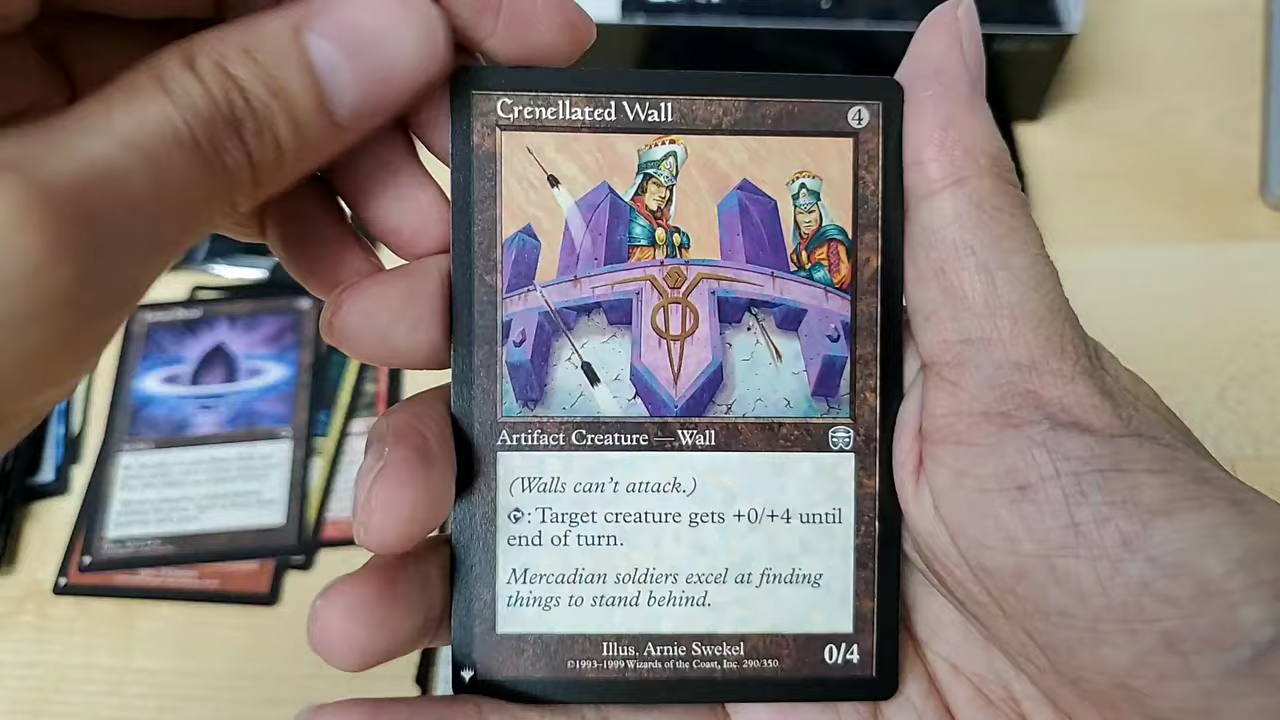 Crenellated Wall
4
Artifact Creature — Wall
(Walls can't attack.)
: Target creature gets +0/+4 until
end of turn.
Mercadian soldiers excel at finding
things to stand behind.
Illus. Arnie Swekel
©1993-1999 Wizards of the Coast, Inc. 290/350
0/4